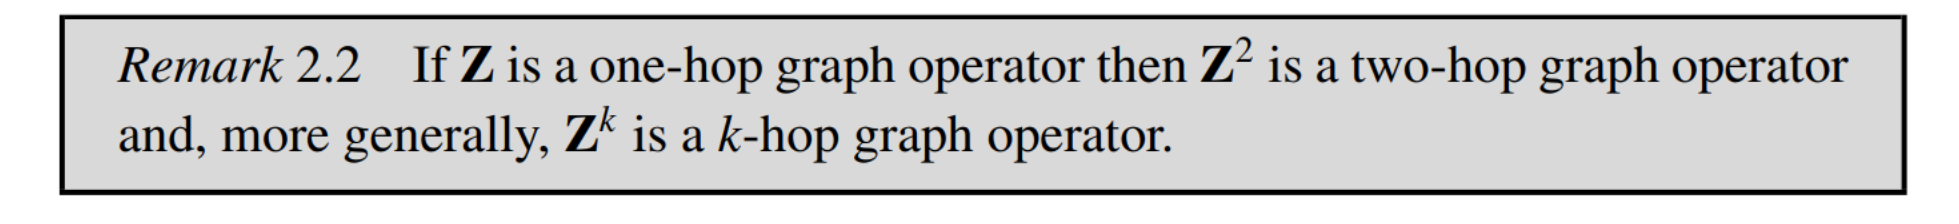 Remark 2.2 If Z is a one-hop graph operator then Z² is a two-hop graph operator
and, more generally, Zᵏ is a k-hop graph operator.